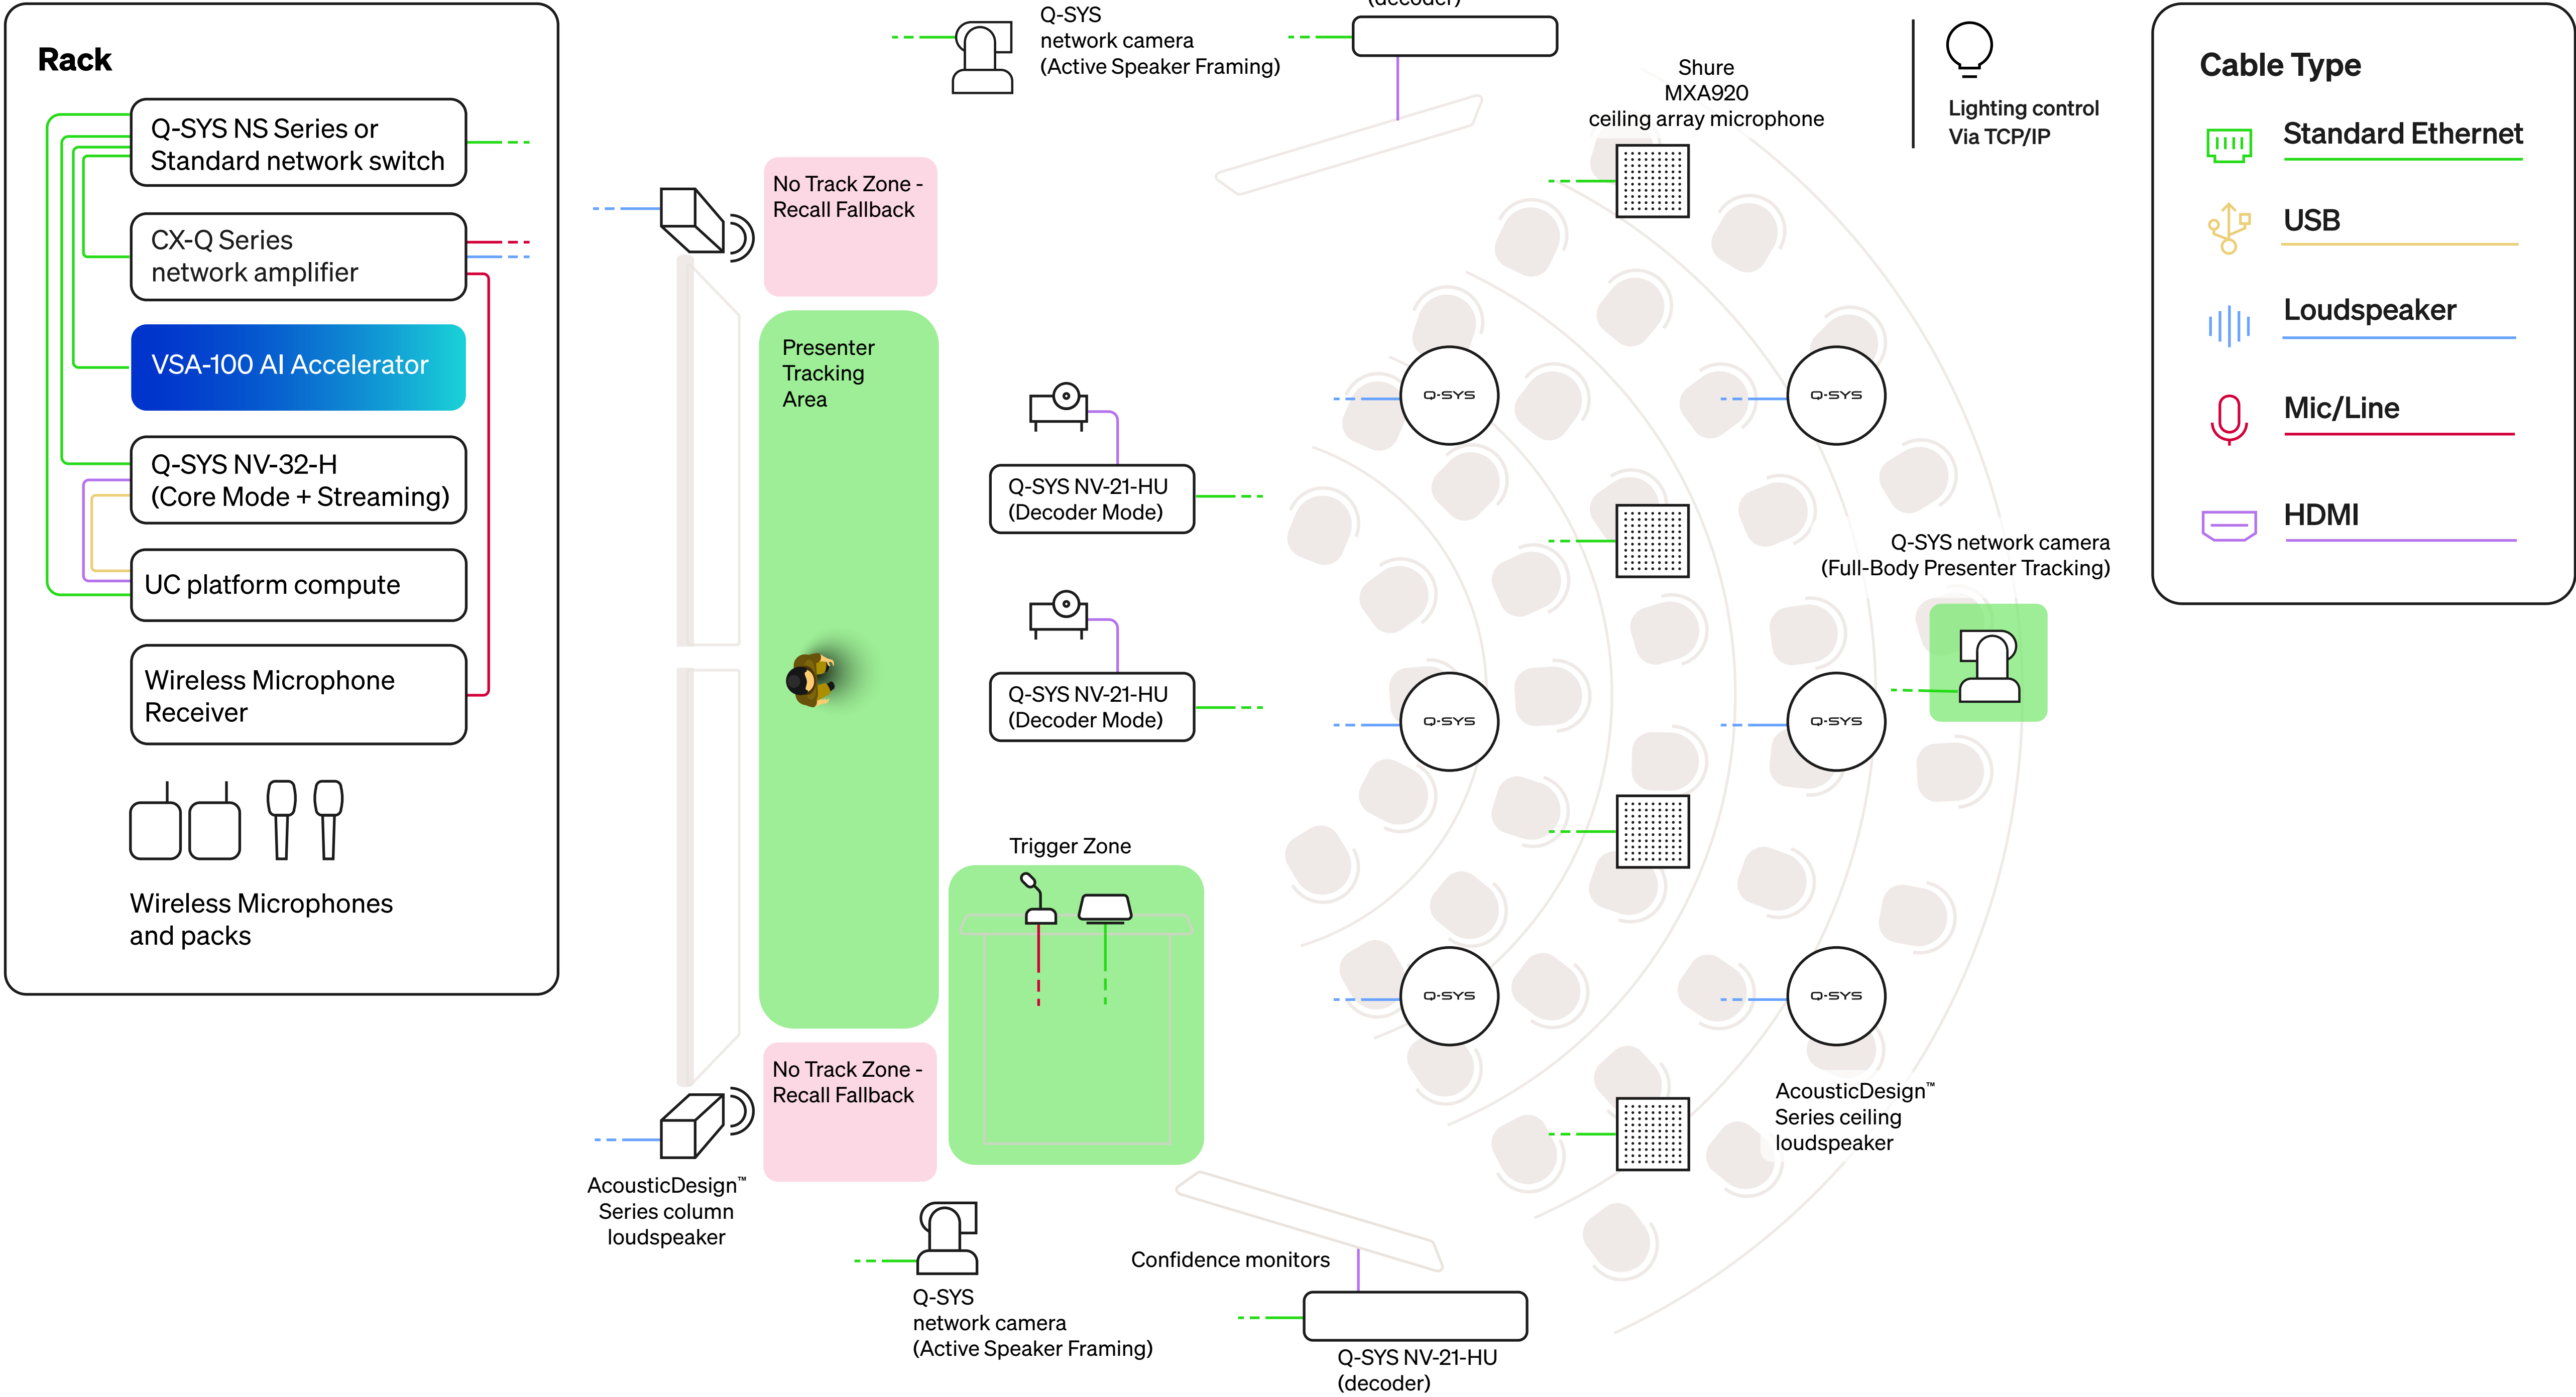 Rack
Q-SYS NS Series or
Standard network switch
CX-Q Series
network amplifier
VSA-100 AI Accelerator
Q-SYS NV-32-H
(Core Mode + Streaming)
UC platform compute
Wireless Microphone
Receiver
Wireless Microphones
and packs
Q-SYS
network camera
(Active Speaker Framing)
(decoder)
Shure
MXA920
ceiling array microphone
Lighting control
Via TCP/IP
No Track Zone -
Recall Fallback
Presenter
Tracking
Area
Q-SYS NV-21-HU
(Decoder Mode)
Q-SYS NV-21-HU
(Decoder Mode)
Trigger Zone
No Track Zone -
Recall Fallback
AcousticDesign™
Series column
loudspeaker
Q-SYS
network camera
(Active Speaker Framing)
Confidence monitors
Q-SYS NV-21-HU
(decoder)
Q-SYS
Q-SYS
Q-SYS
Q-SYS
Q-SYS
Q-SYS
Q-SYS network camera
(Full-Body Presenter Tracking)
AcousticDesign™
Series ceiling
loudspeaker
Cable Type
Standard Ethernet
USB
Loudspeaker
Mic/Line
HDMI